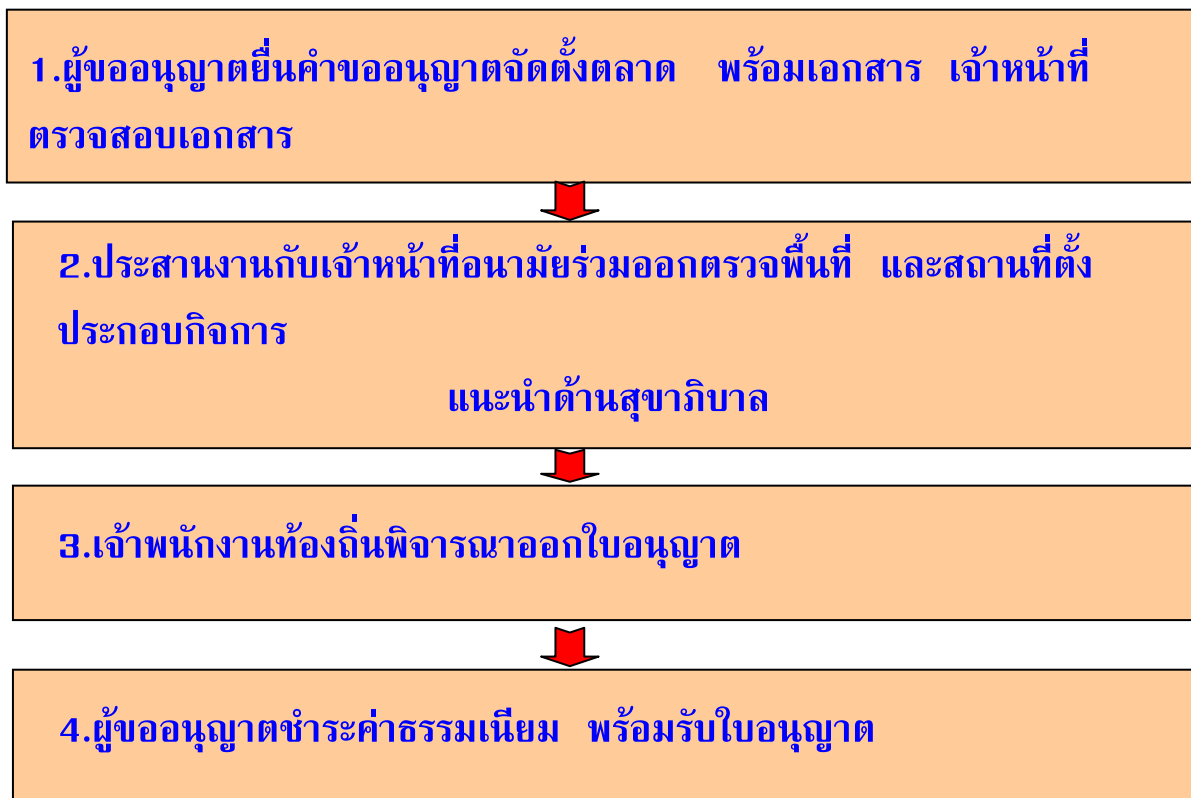 1.ผู้ขออนุญาตยื่นคำขออนุญาตจัดตั้งตลาด พร้อมเอกสาร เจ้าหน้าที่
ตรวจสอบเอกสาร
2.ประสานงานกับเจ้าหน้าที่อนามัยร่วมออกตรวจพื้นที่ และสถานที่ตั้ง
ประกอบกิจการ
แนะนำด้านสุขาภิบาล
3.เจ้าพนักงานท้องถิ่นพิจารณาออกใบอนุญาต
4.ผู้ขออนุญาตชำระค่าธรรมเนียม พร้อมรับใบอนุญาต